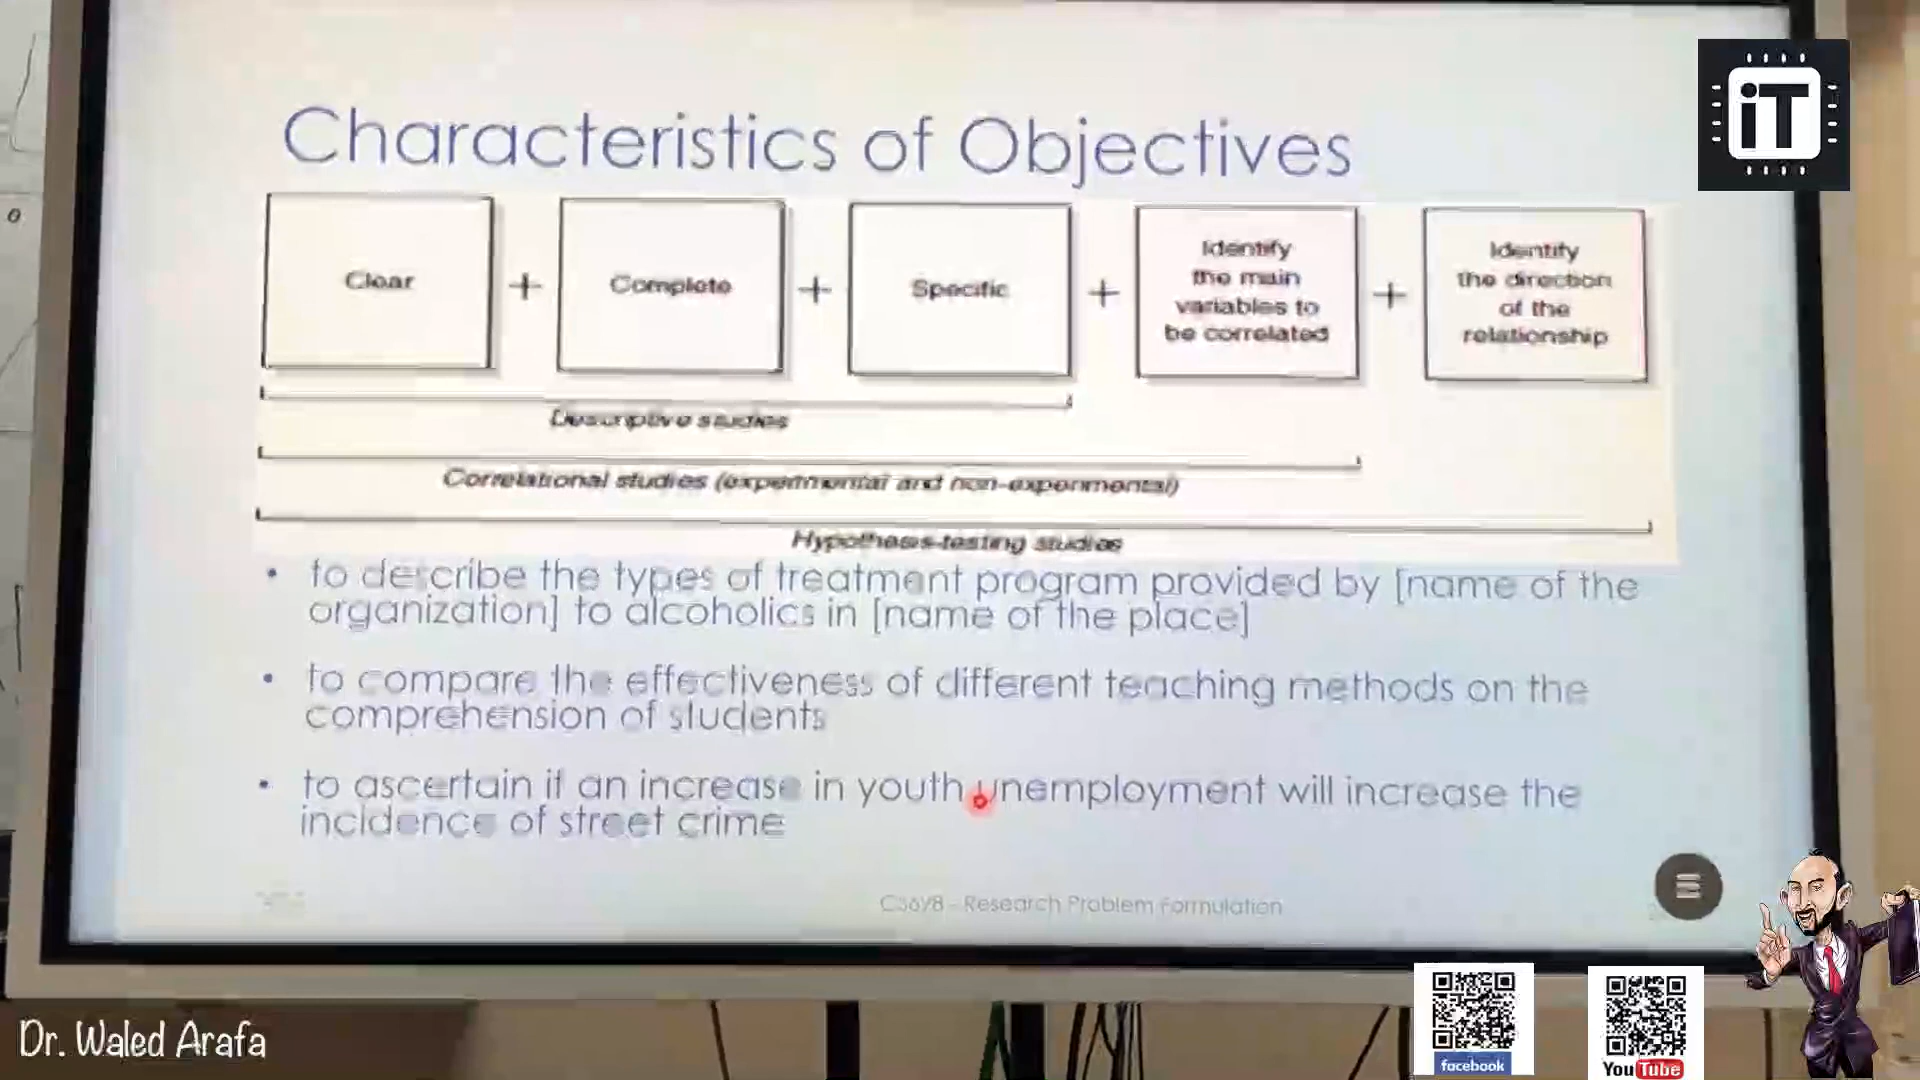 iT
Characteristics of Objectives
Clear
+
Complete
+
Specific
+
Identify
the main
variables to
be correlated
+
Identify
the direction
of the
relationship
Descriptive studies
Correlational studies (experimental and non-experimental)
Hypothesis-testing studies
• to describe the types of treatment program provided by [name of the
organization] to alcoholics in [name of the place]
• to compare the effectiveness of different teaching methods on the
comprehension of students
• to ascertain if an increase in youth unemployment will increase the
incidence of street crime
- Research Problem Formulation
Dr. Waled Arafa
facebook
YouTube